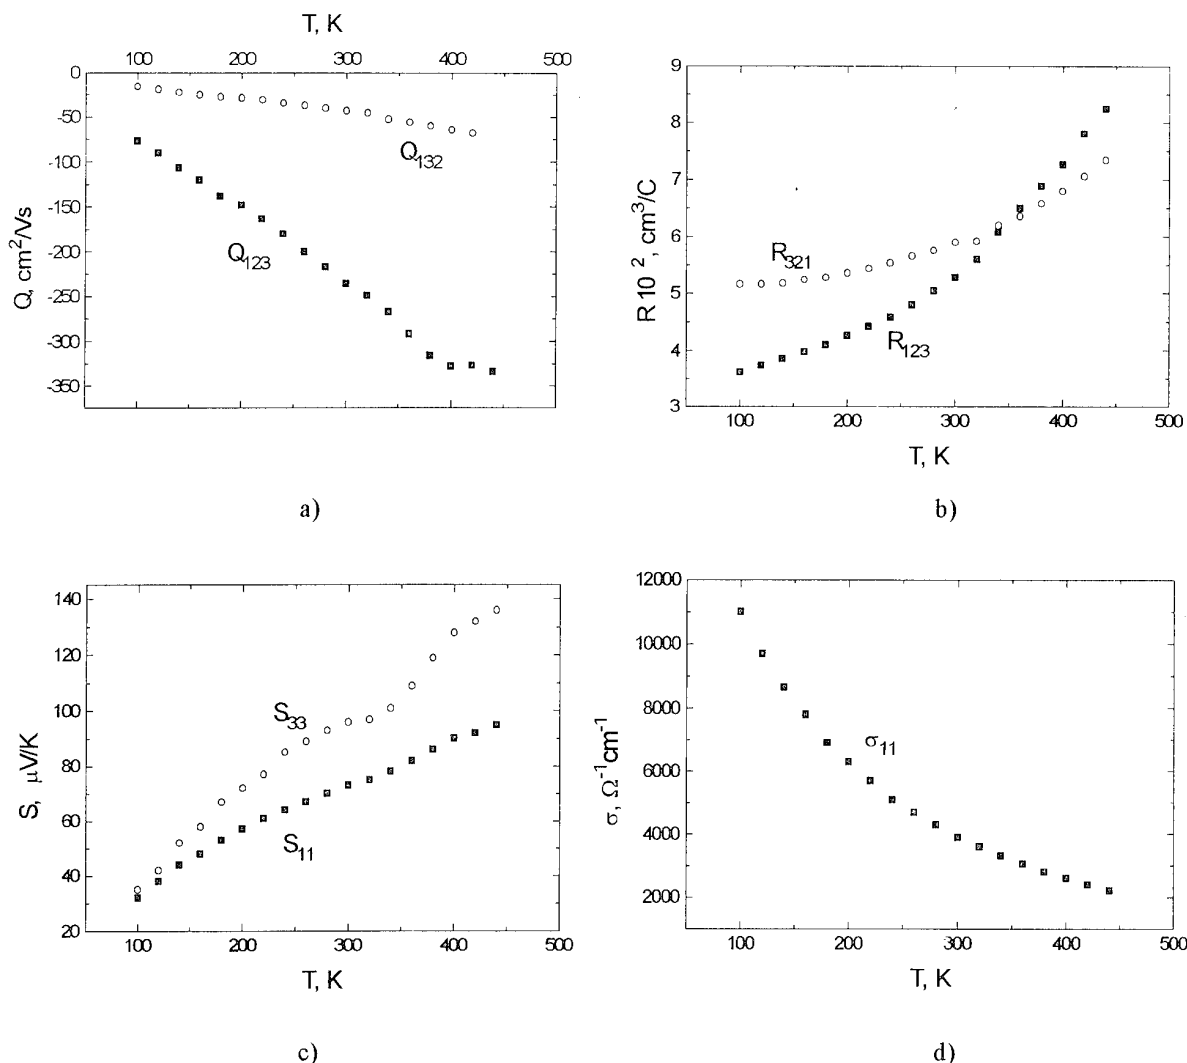 T, K
100 200 300 400 500
-0
-50
-100
-150
-200
-250
-300
-350
Q, cm²/Vs
Q₁₃₂
Q₁₂₃
a)
9
8
7
6
5
4
3
R 10², cm³/C
R₃₂₁
R₁₂₃
100 200 300 400 500
T, K
b)
140
120
100
80
60
40
20
S, μV/K
S₃₃
S₁₁
100 200 300 400 500
T, K
c)
12000
10000
8000
6000
4000
2000
σ, Ω⁻¹cm⁻¹
σ₁₁
100 200 300 400 500
T, K
d)